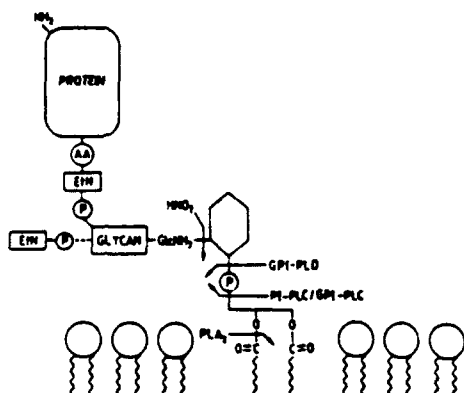 NH2
PROTEIN
AA
EtN
P
EtN P GLYCAN GlcNH2
HNO2
GPI-PLD
P
PI-PLC/GPI-PLC
O O
PLA2 O=C C=O